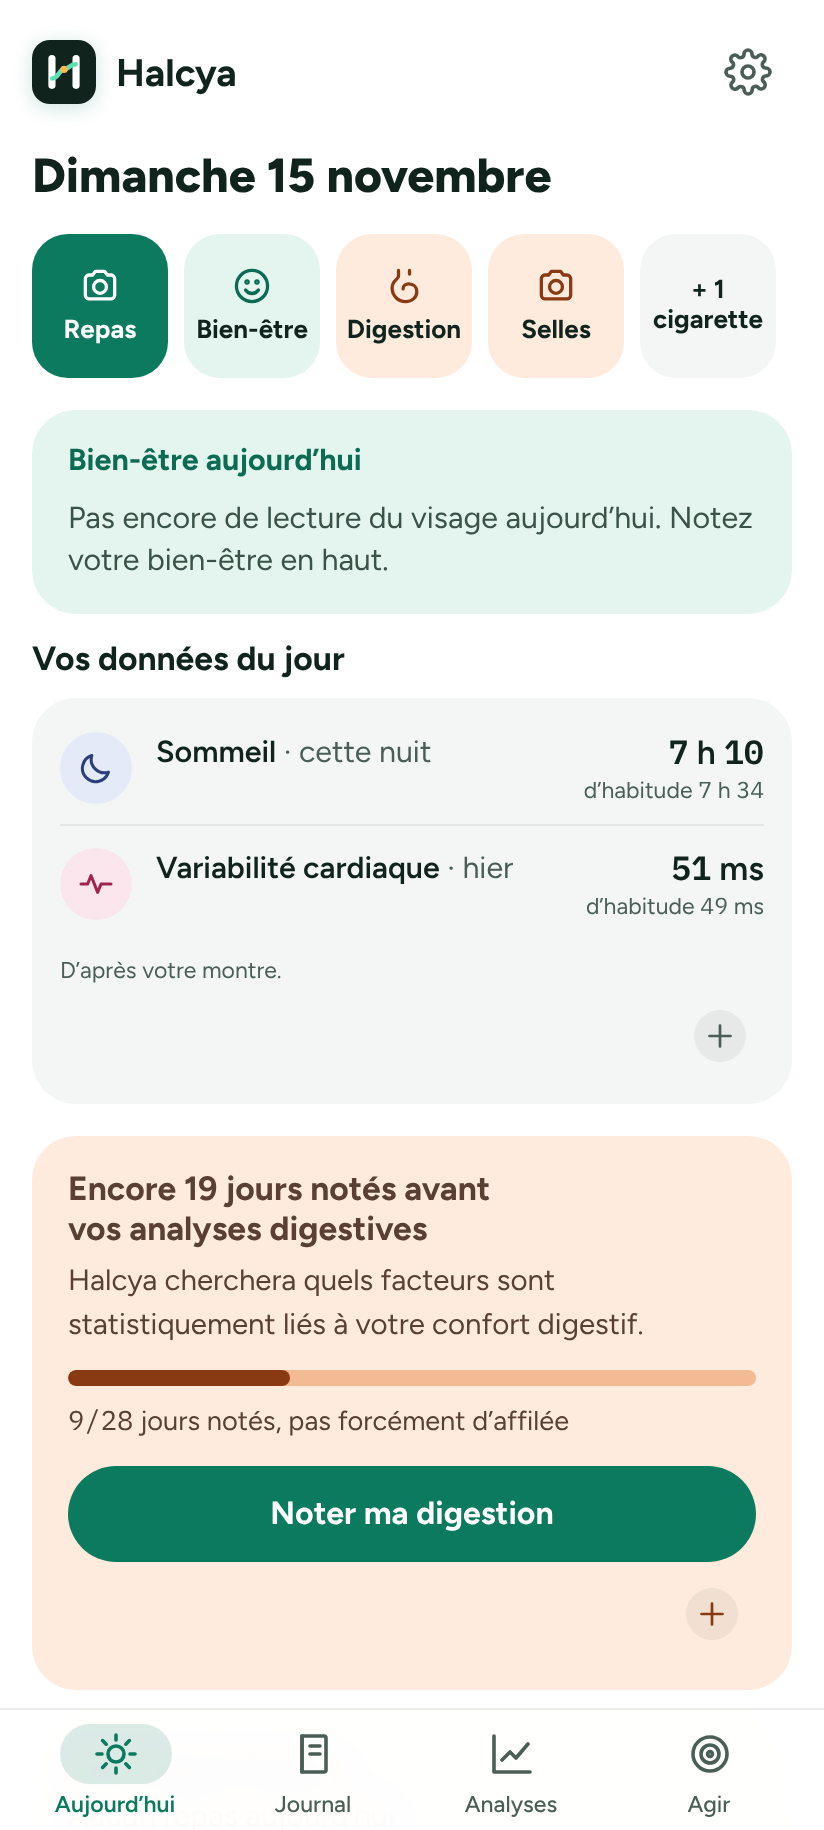 Halcya
Dimanche 15 novembre
Repas
Bien-être
Digestion
Selles
+ 1
cigarette
Bien-être aujourd’hui
Pas encore de lecture du visage aujourd’hui. Notez
votre bien-être en haut.
Vos données du jour
Sommeil · cette nuit
7 h 10
d’habitude 7 h 34
Variabilité cardiaque · hier
51 ms
d’habitude 49 ms
D’après votre montre.
Encore 19 jours notés avant
vos analyses digestives
Halcya cherchera quels facteurs sont
statistiquement liés à votre confort digestif.
9/28 jours notés, pas forcément d’affilée
Noter ma digestion
Aujourd’hui
Journal
Analyses
Agir